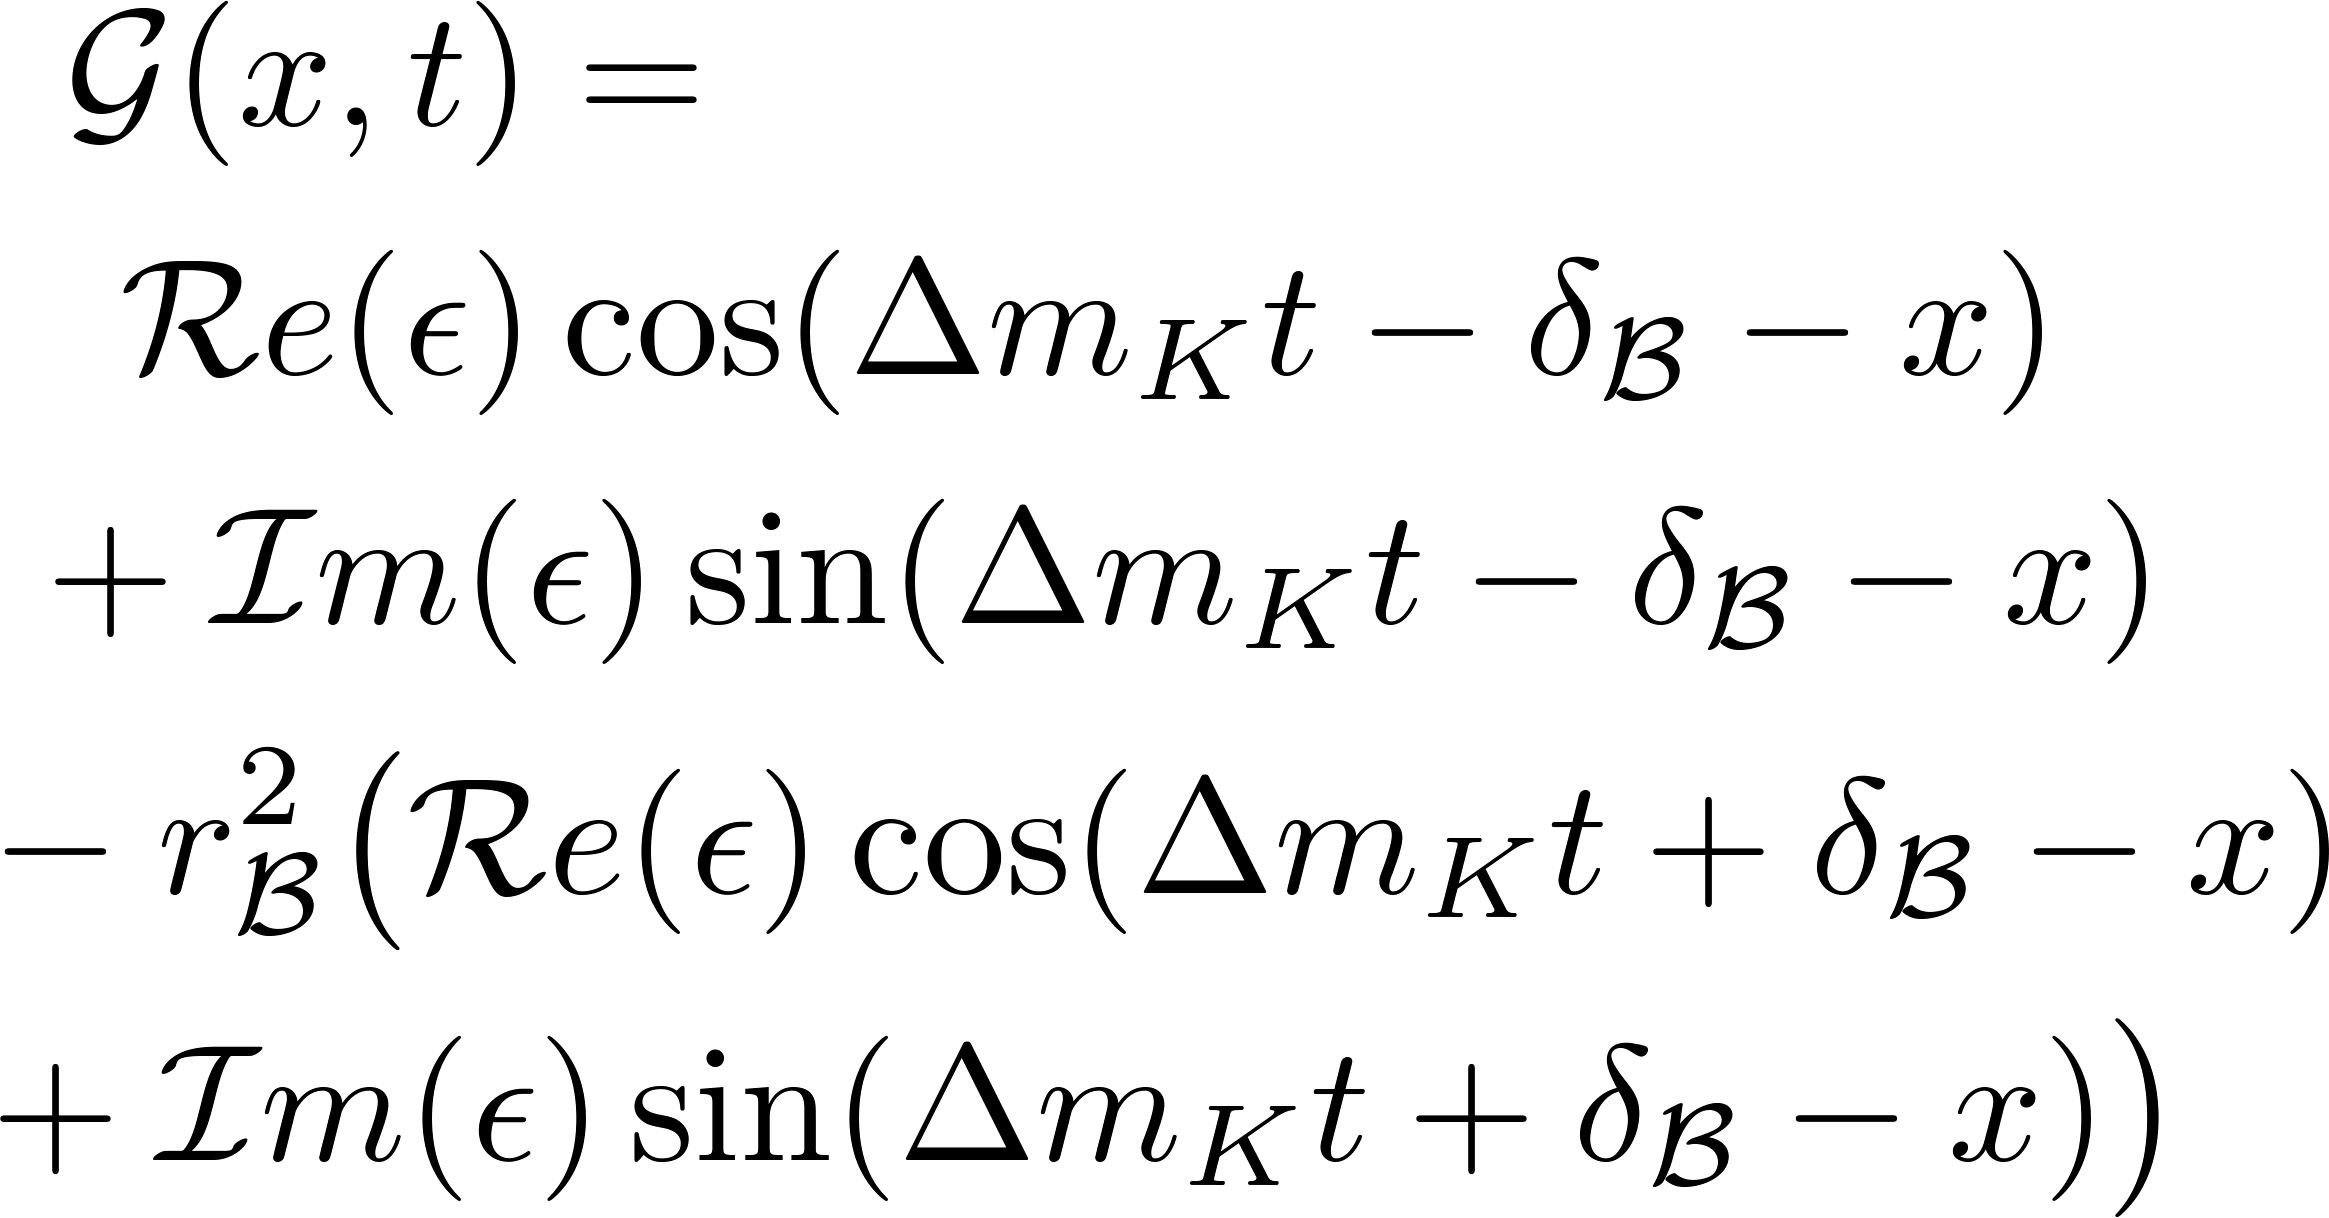 𝒢(x, t) =
ℛe(ϵ) cos(Δm_K t − δ_ℬ − x)
+ ℐm(ϵ) sin(Δm_K t − δ_ℬ − x)
− r_ℬ^2 (ℛe(ϵ) cos(Δm_K t + δ_ℬ − x)
+ ℐm(ϵ) sin(Δm_K t + δ_ℬ − x))